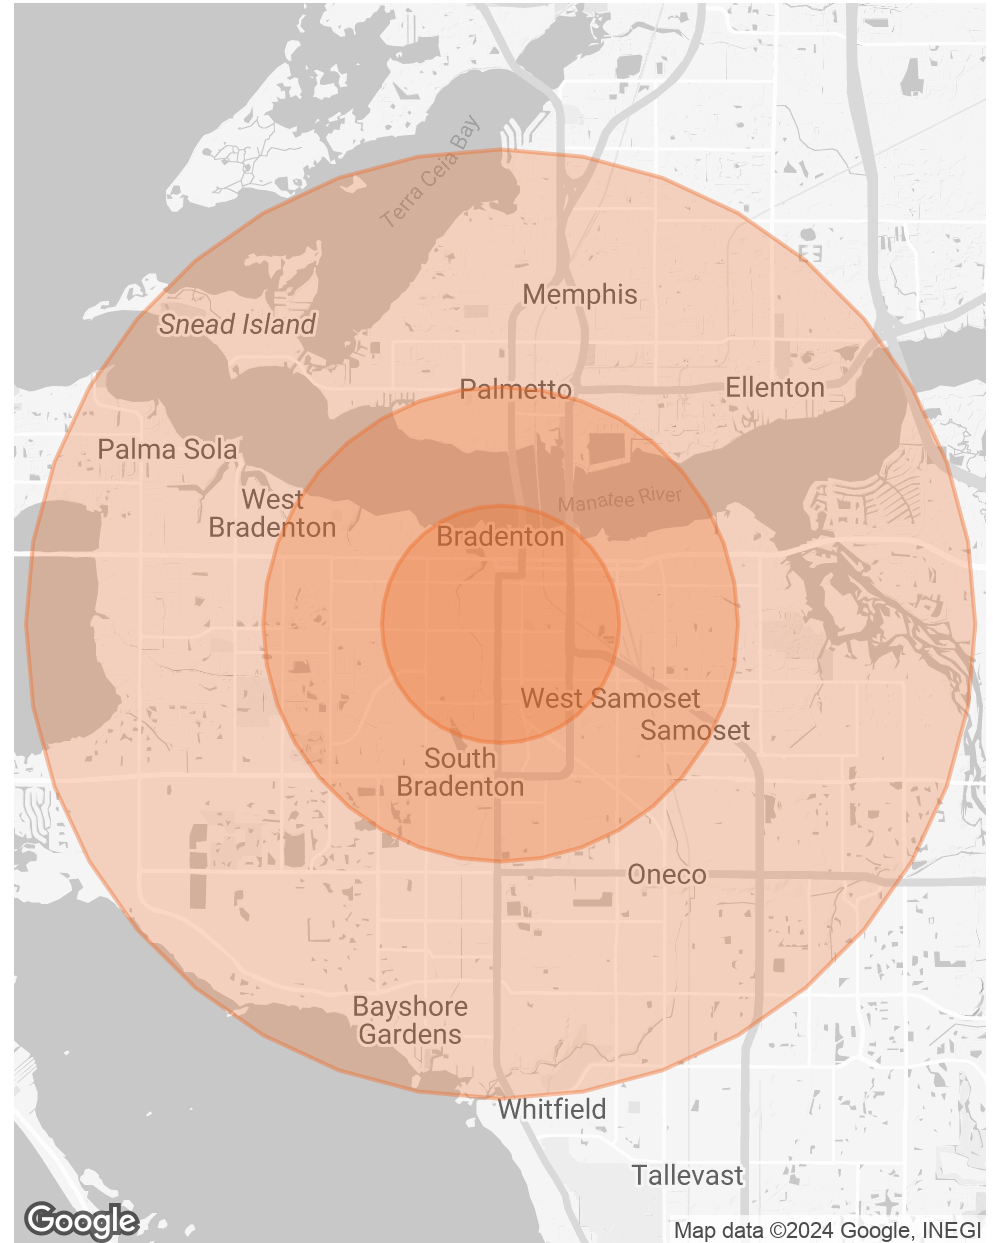 Terra Ceia Bay
Memphis
Snead Island
Palmetto
Ellenton
Palma Sola
West
Bradenton
Manatee River
Bradenton
West Samoset
Samoset
South
Bradenton
Oneco
Bayshore
Gardens
Whitfield
Tallevast
Google
Map data ©2024 Google, INEGI